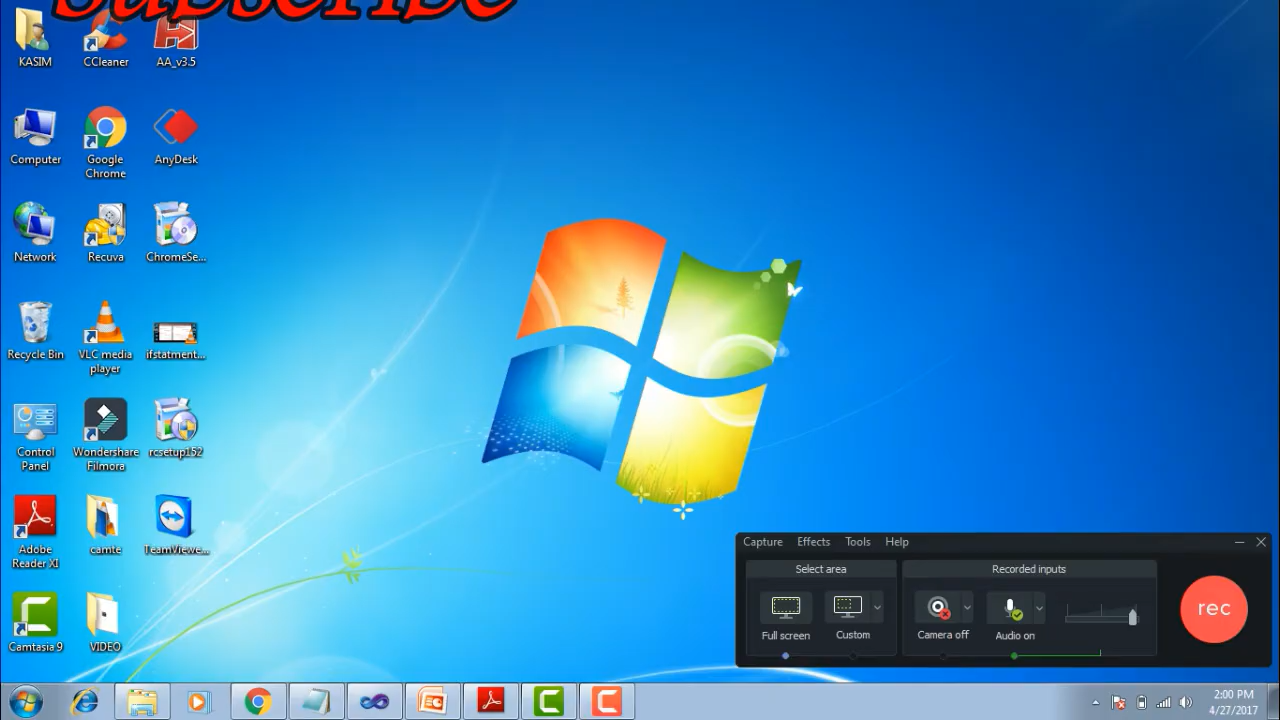 Subscribe
KASIM
CCleaner
AA_v3.5
Computer
Google
Chrome
AnyDesk
Network
Recuva
ChromeSe...
Recycle Bin
VLC media
player
ifstatment...
Control
Panel
Wondershare
Filmora
rcsetup152
Adobe
Reader XI
camte
TeamViewe...
Camtasia 9
VIDEO
Capture Effects Tools Help
Select area
Recorded inputs
Full screen
Custom
Camera off
Audio on
rec
2:00 PM
4/27/2017